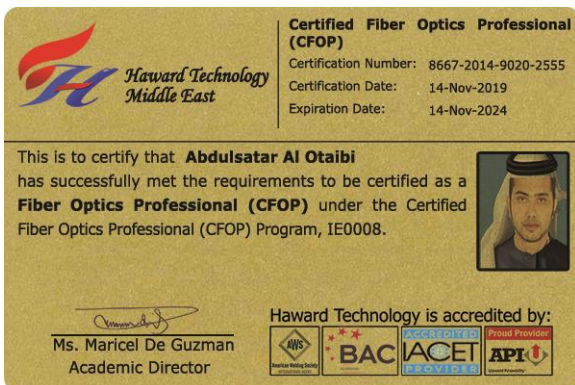 Haward Technology
Middle East
Certified Fiber Optics Professional
(CFOP)
Certification Number: 8667-2014-9020-2555
Certification Date: 14-Nov-2019
Expiration Date: 14-Nov-2024
This is to certify that Abdulsatar Al Otaibi
has successfully met the requirements to be certified as a
Fiber Optics Professional (CFOP) under the Certified
Fiber Optics Professional (CFOP) Program, IE0008.
Ms. Maricel De Guzman
Academic Director
Haward Technology is accredited by:
AWS
American Welding Society
BAC
ACCREDITED
IACET
PROVIDER
Proud Provider
API